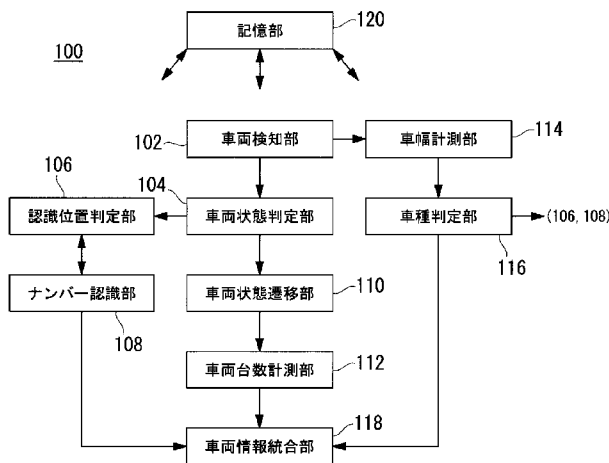 記憶部
120
100
車両検知部
102
車幅計測部
114
106
104
認識位置判定部
車両状態判定部
車種判定部
(106, 108)
116
ナンバー認識部
108
車両状態遷移部
110
車両台数計測部
112
車両情報統合部
118